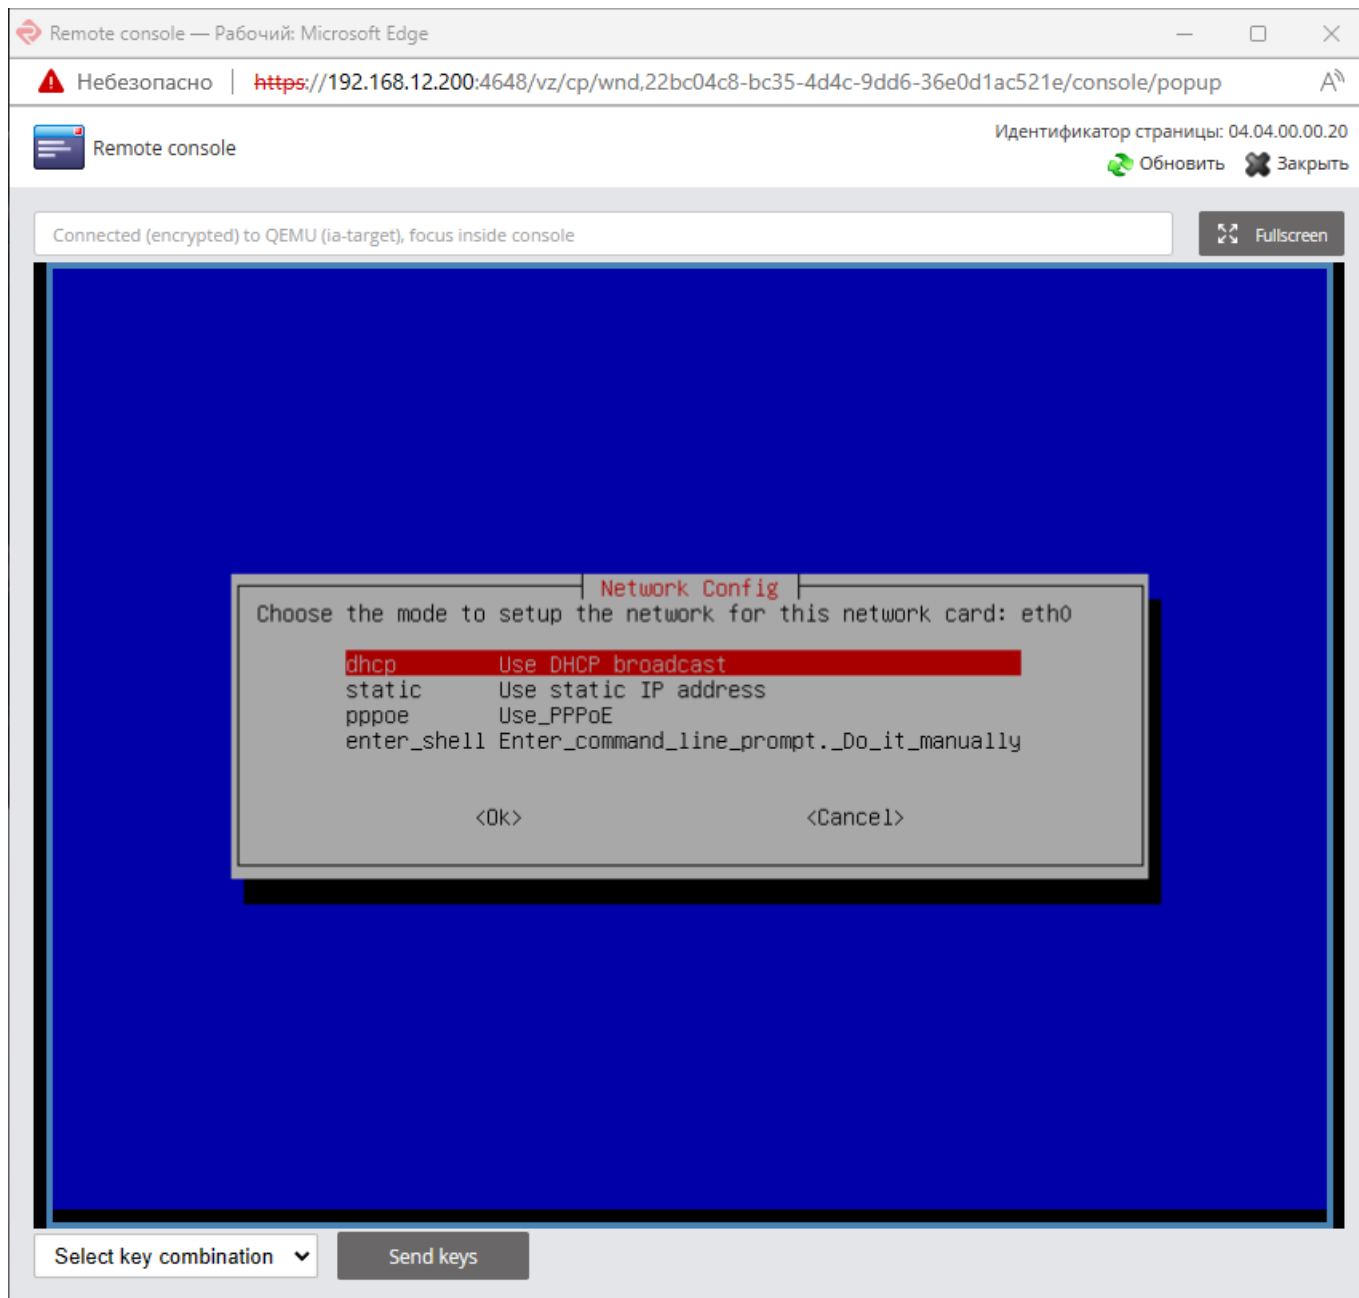 Remote console — Рабочий: Microsoft Edge
Небезопасно
https://192.168.12.200:4648/vz/cp/wnd,22bc04c8-bc35-4d4c-9dd6-36e0d1ac521e/console/popup
Remote console
Идентификатор страницы: 04.04.00.00.20
Обновить Закрыть
Connected (encrypted) to QEMU (ia-target), focus inside console
Fullscreen
Network Config
Choose the mode to setup the network for this network card: eth0
dhcp Use DHCP broadcast
static Use static IP address
pppoe Use_PPPoE
enter_shell Enter_command_line_prompt._Do_it_manually
<Ok> <Cancel>
Select key combination
Send keys